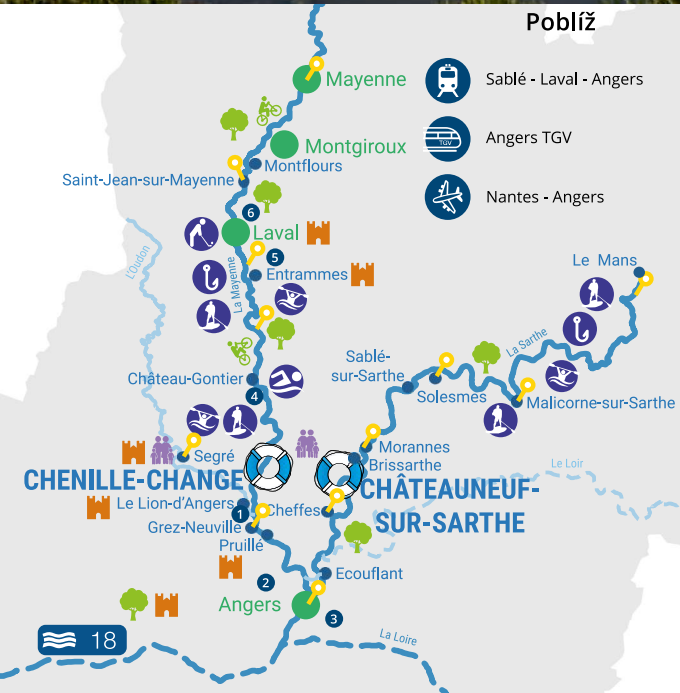 Poblíž
Mayenne
Sablé - Laval - Angers
Montgiroux
Angers TGV
TGV
Montflours
Saint-Jean-sur-Mayenne
Nantes - Angers
6
Laval
5
Entrammes
L'Oudon
La Mayenne
Le Mans
La Sarthe
Sablé-
sur-Sarthe
Solesmes
Malicorne-sur-Sarthe
Château-Gontier
4
Segré
Morannes
Brissarthe
Le Loir
CHENILLE-CHANGE
CHÂTEAUNEUF-
SUR-SARTHE
Le Lion-d'Angers
1
Cheffes
Grez-Neuville
Pruillé
2
Ecouflant
Angers
3
18
La Loire